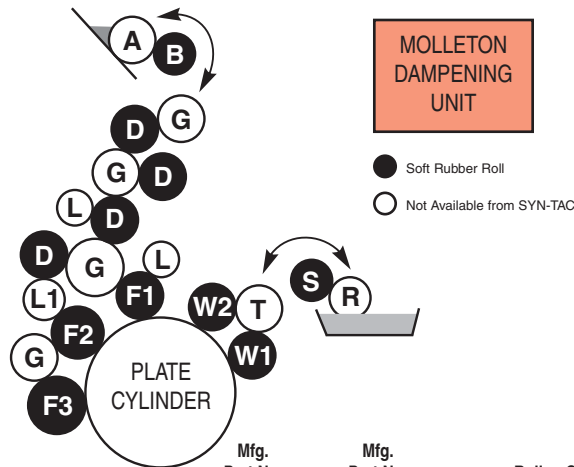 A
B
MOLLETON
DAMPENING
UNIT
D
G
G
D
Soft Rubber Roll
L
D
Not Available from SYN-TAC
D
G
L
L1
F1
S
R
W2
T
F2
W1
G
PLATE
CYLINDER
F3
Mfg.
Mfg.